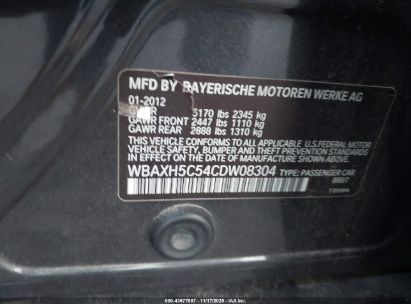 MFD BY BAYERISCHE MOTOREN WERKE AG
01-2012
5170 lbs 2345 kg
GAWR FRONT 2447 lbs 1110 kg
GAWR REAR 2888 lbs 1310 kg
THIS VEHICLE CONFORMS TO ALL APPLICABLE U.S. FEDERAL
MOTOR VEHICLE SAFETY, BUMPER, AND THEFT PREVENTION
STANDARDS IN EFFECT ON THE DATE OF MANUFACTURE SHOWN ABOVE.
WBAXH5C54CDW08304 TYPE: PASSENGER CAR